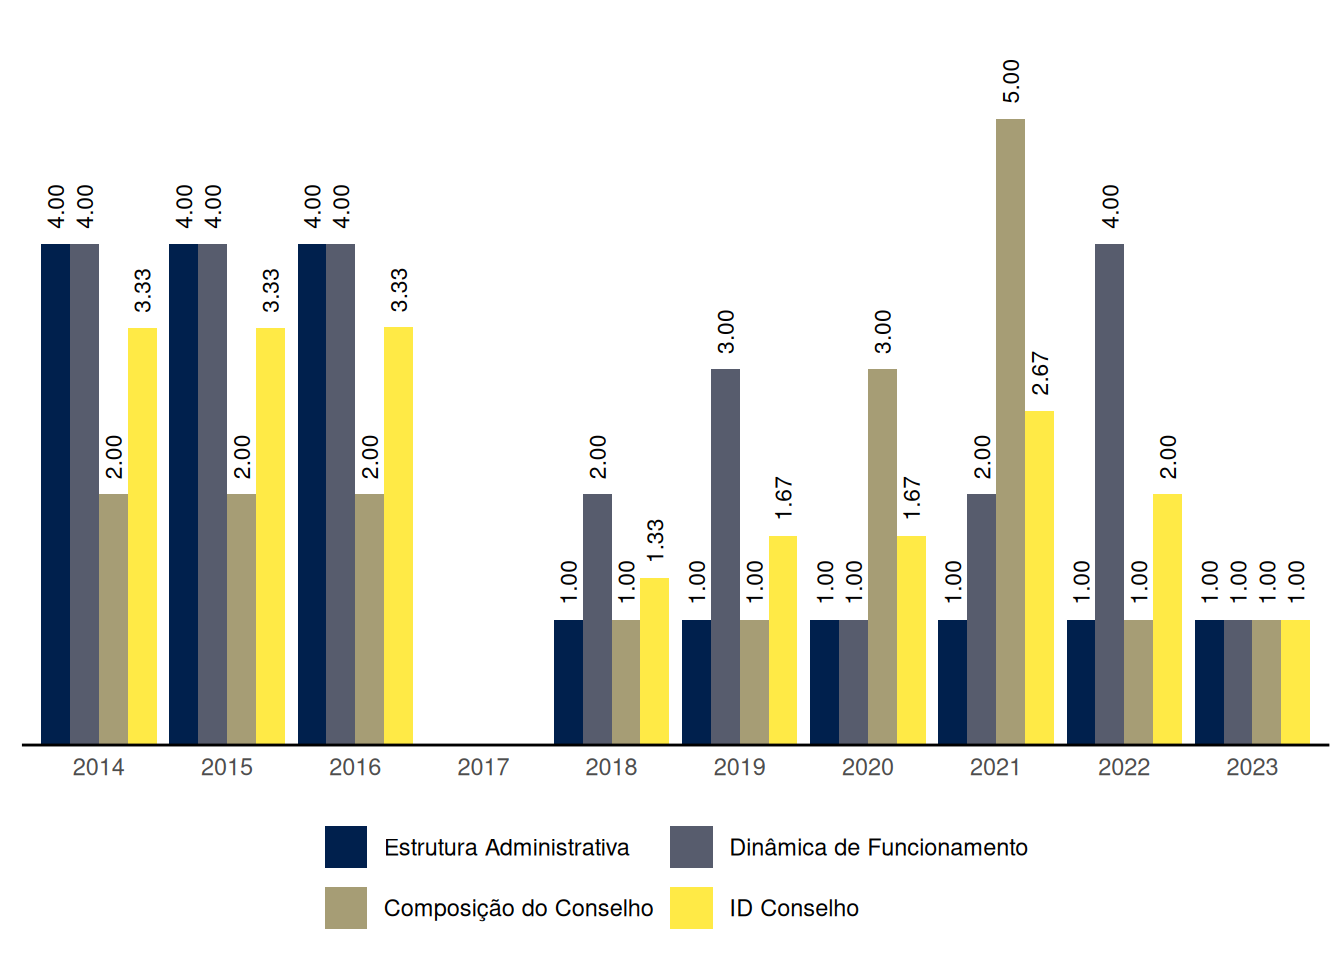 5.00
4.00 4.00 4.00 4.00 4.00 4.00 4.00
3.33 3.33 3.33 3.00 3.00
2.67
2.00 2.00 2.00 2.00 2.00 2.00
1.67 1.67
1.33
1.00 1.00 1.00 1.00 1.00 1.00 1.00 1.00 1.00 1.00 1.00 1.00 1.00
2014 2015 2016 2017 2018 2019 2020 2021 2022 2023
Estrutura Administrativa Dinâmica de Funcionamento
Composição do Conselho ID Conselho